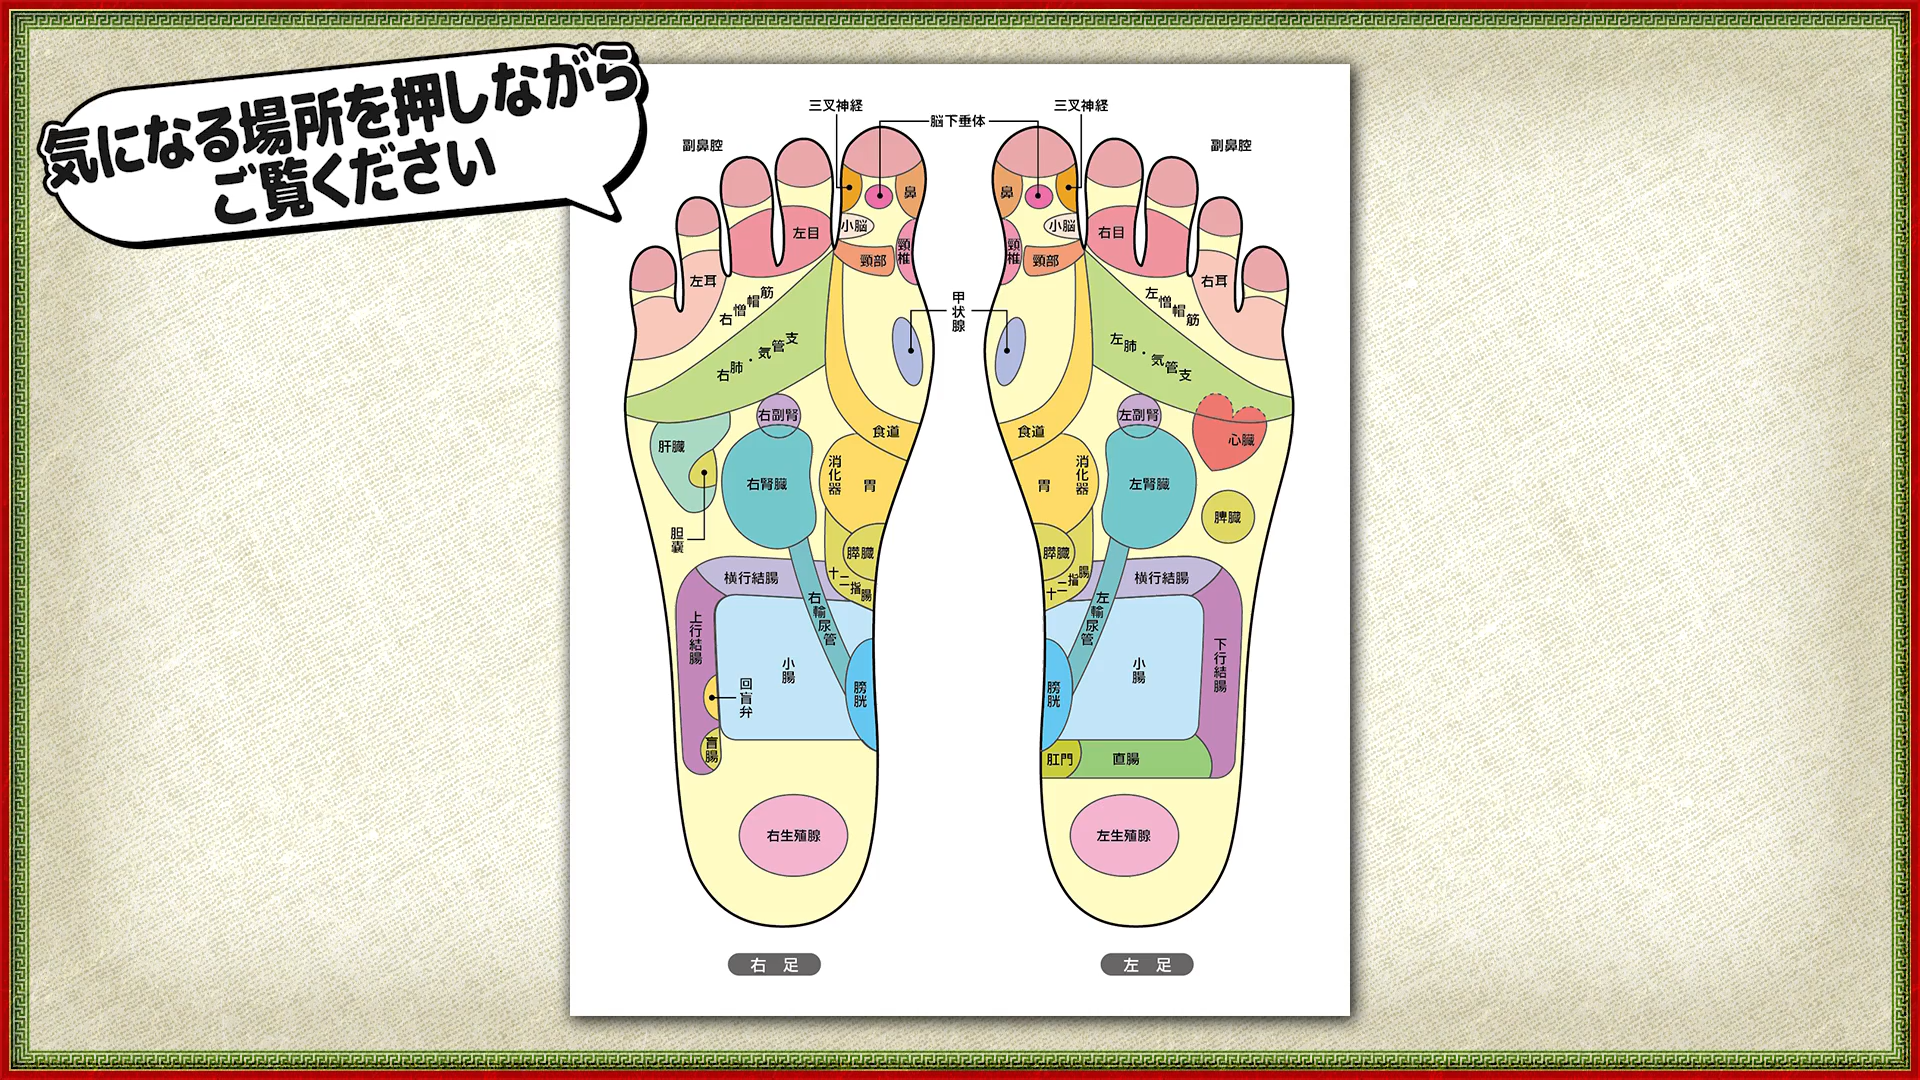 気になる場所を押しながら
ご覧ください
三叉神経
脳下垂体
三叉神経
副鼻腔
副鼻腔
鼻
小脳
左目
頸椎
頸部
左耳
右僧帽筋
右肺・気管支
甲状腺
鼻
小脳
右目
頸椎
頸部
右耳
左僧帽筋
左肺・気管支
右副腎
食道
肝臓
消化器
胃
右腎臓
胆嚢
膵臓
十二指腸
横行結腸
右輸尿管
上行結腸
小腸
回盲弁
膀胱
盲腸
右生殖腺
右 足
食道
左副腎
心臓
胃
消化器
左腎臓
脾臓
膵臓
十二指腸
横行結腸
左輸尿管
小腸
下行結腸
膀胱
肛門
直腸
左生殖腺
左 足